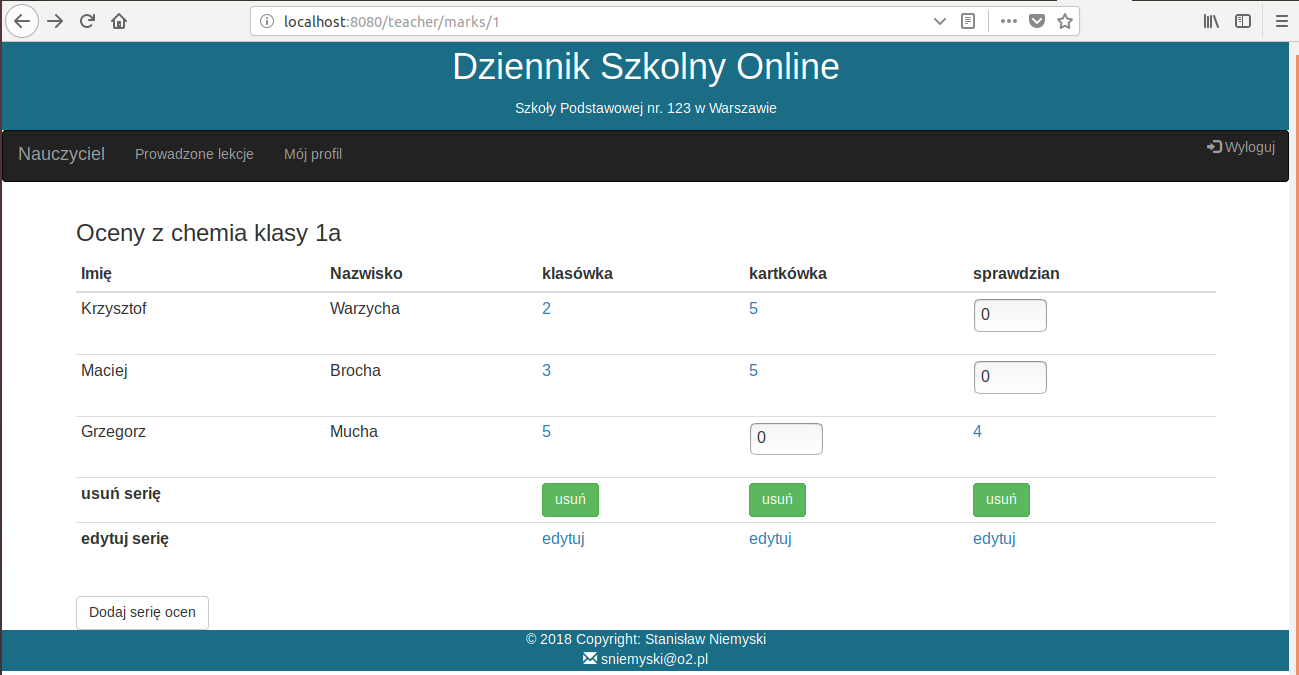 localhost:8080/teacher/marks/1
Dziennik Szkolny Online
Szkoły Podstawowej nr. 123 w Warszawie
Nauczyciel Prowadzone lekcje Mój profil Wyloguj
Oceny z chemia klasy 1a
Imię Nazwisko klasówka kartkówka sprawdzian
Krzysztof Warzycha 2 5 0
Maciej Brocha 3 5 0
Grzegorz Mucha 5 0 4
usuń serię usuń usuń usuń
edytuj serię edytuj edytuj edytuj
Dodaj serię ocen
© 2018 Copyright: Stanisław Niemyski
sniemyski@o2.pl